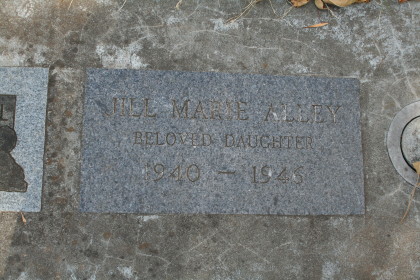 JILL MARIE ALLEY
BELOVED DAUGHTER
1940 – 1945